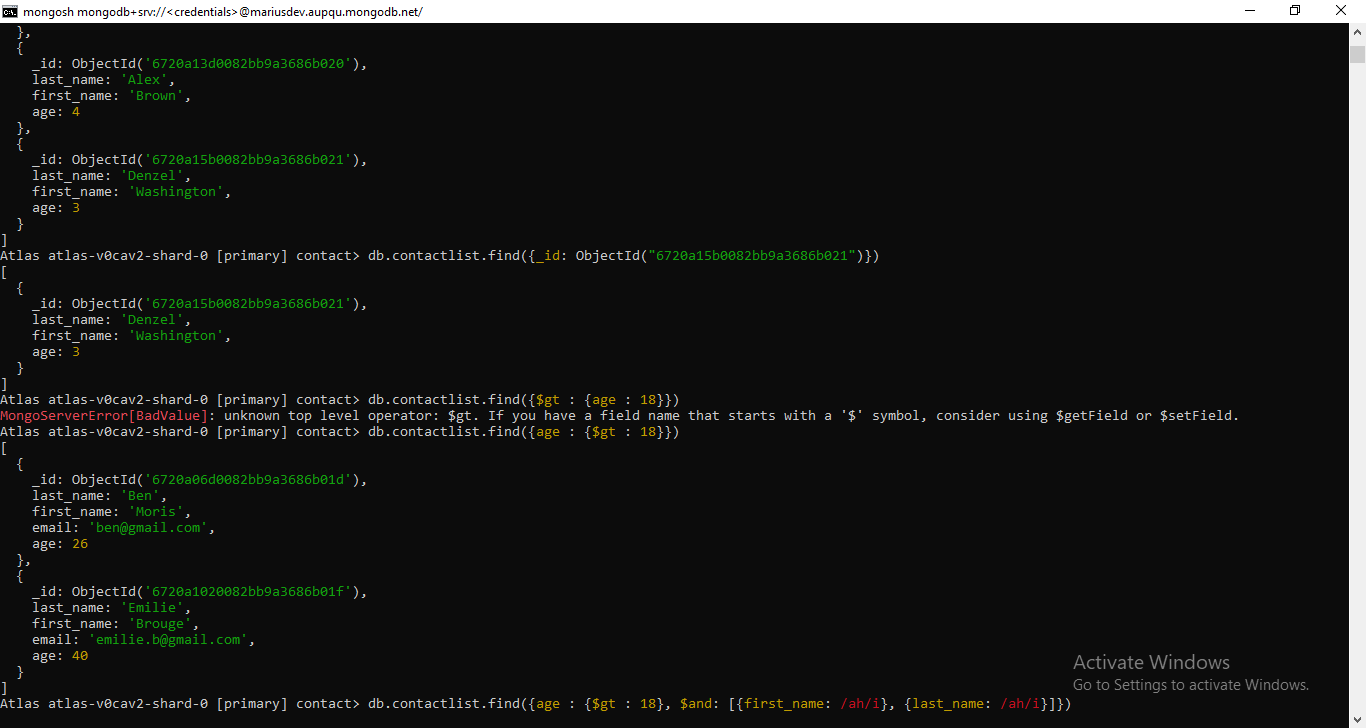 mongosh mongodb+srv://<credentials>@mariusdev.aupqu.mongodb.net/
},
{
_id: ObjectId('6720a13d0082bb9a3686b020'),
last_name: 'Alex',
first_name: 'Brown',
age: 4
},
{
_id: ObjectId('6720a15b0082bb9a3686b021'),
last_name: 'Denzel',
first_name: 'Washington',
age: 3
}
]
Atlas atlas-v0cav2-shard-0 [primary] contact> db.contactlist.find({_id: ObjectId("6720a15b0082bb9a3686b021")})
[
{
_id: ObjectId('6720a15b0082bb9a3686b021'),
last_name: 'Denzel',
first_name: 'Washington',
age: 3
}
]
Atlas atlas-v0cav2-shard-0 [primary] contact> db.contactlist.find({$gt : {age : 18}})
MongoServerError[BadValue]: unknown top level operator: $gt. If you have a field name that starts with a '$' symbol, consider using $getField or $setField.
Atlas atlas-v0cav2-shard-0 [primary] contact> db.contactlist.find({age : {$gt : 18}})
[
{
_id: ObjectId('6720a06d0082bb9a3686b01d'),
last_name: 'Ben',
first_name: 'Moris',
email: 'ben@gmail.com',
age: 26
},
{
_id: ObjectId('6720a1020082bb9a3686b01f'),
last_name: 'Emilie',
first_name: 'Brouge',
email: 'emilie.b@gmail.com',
age: 40
}
]
Atlas atlas-v0cav2-shard-0 [primary] contact> db.contactlist.find({age : {$gt : 18}, $and: [{first_name: /ah/i}, {last_name: /ah/i}]})
Activate Windows
Go to Settings to activate Windows.